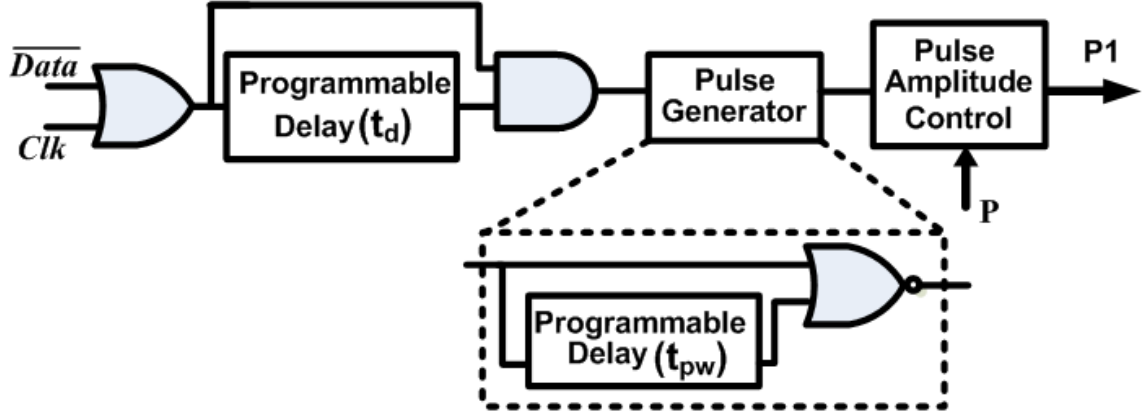 Data
Clk
Programmable
Delay (td)
Pulse
Generator
Pulse
Amplitude
Control
P1
P
Programmable
Delay (tpw)